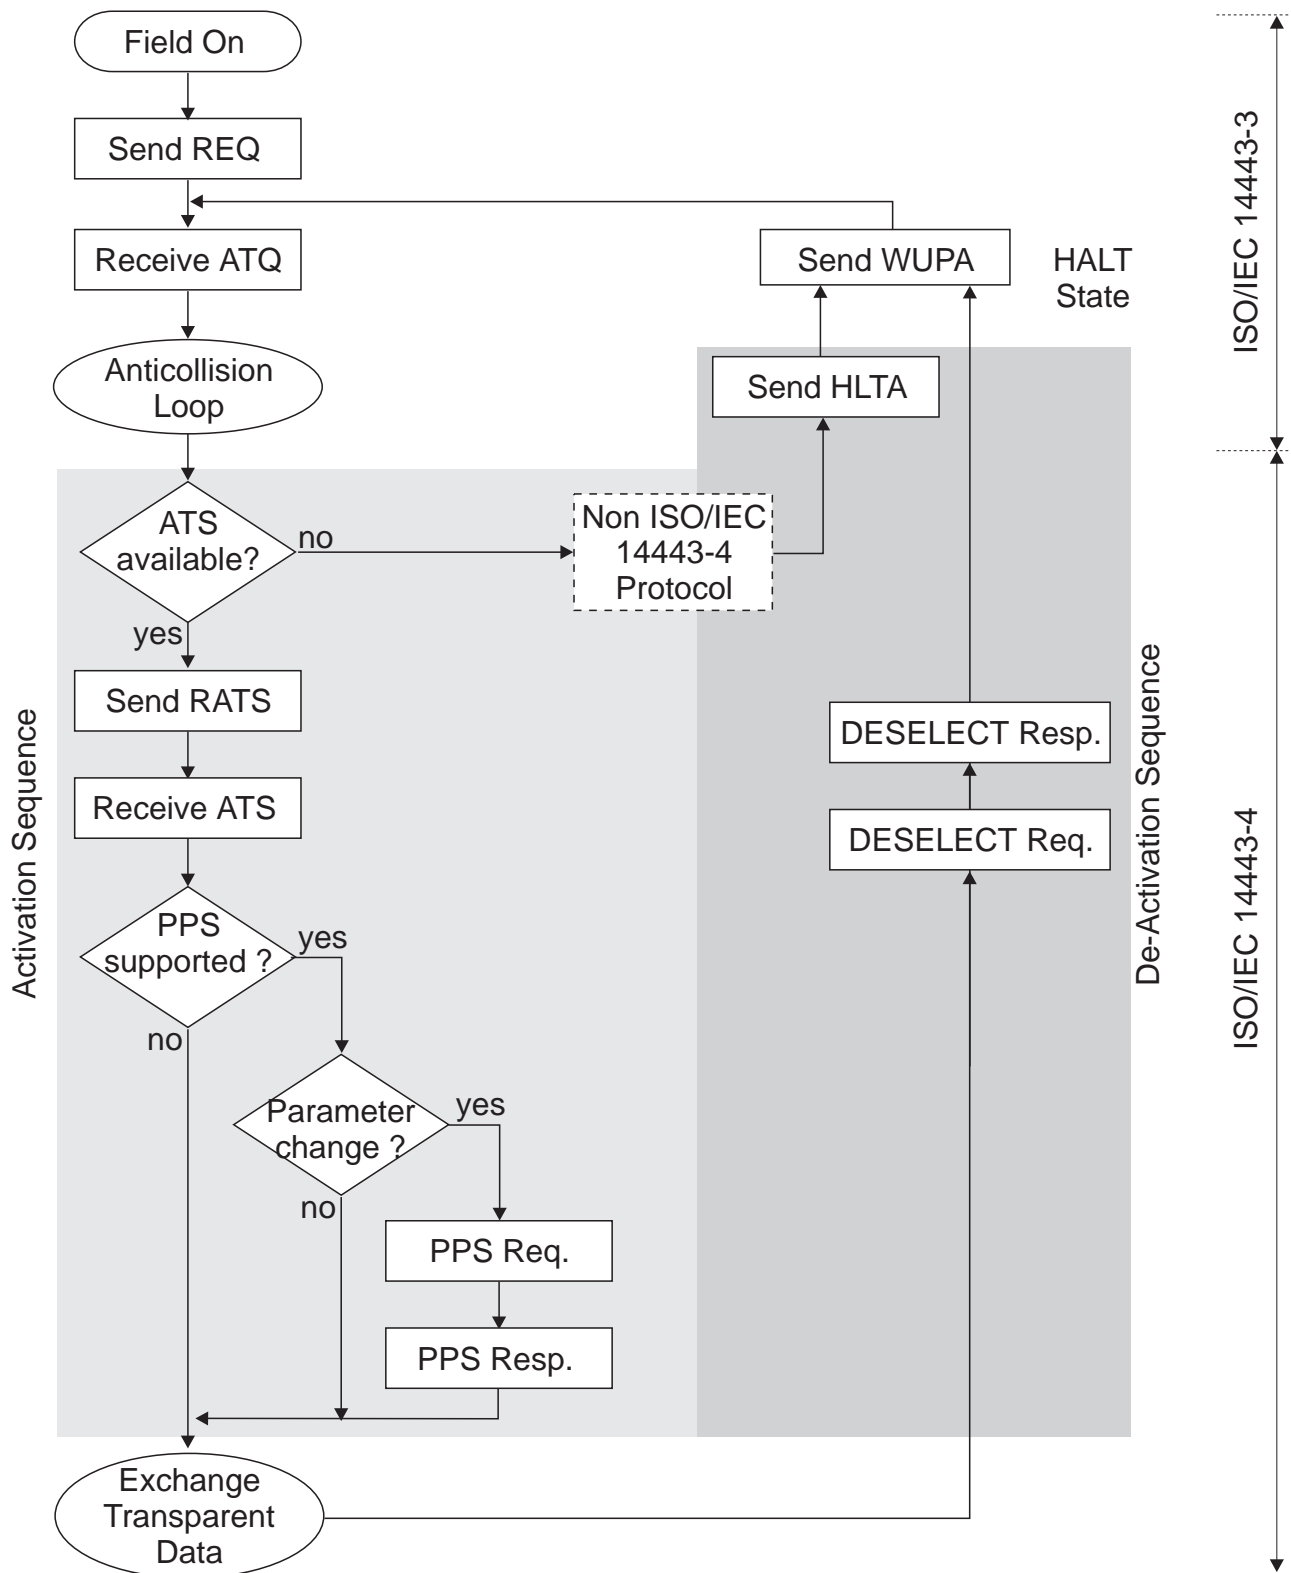 Field On
Send REQ
Receive ATQ
Anticollision
Loop
Send WUPA
HALT
State
Send HLTA
ISO/IEC 14443-3
ATS
available?
no
yes
Non ISO/IEC
14443-4
Protocol
Send RATS
Receive ATS
PPS
supported ?
yes
no
Parameter
change ?
yes
no
PPS Req.
PPS Resp.
Exchange
Transparent
Data
DESELECT Resp.
DESELECT Req.
Activation Sequence
De-Activation Sequence
ISO/IEC 14443-4